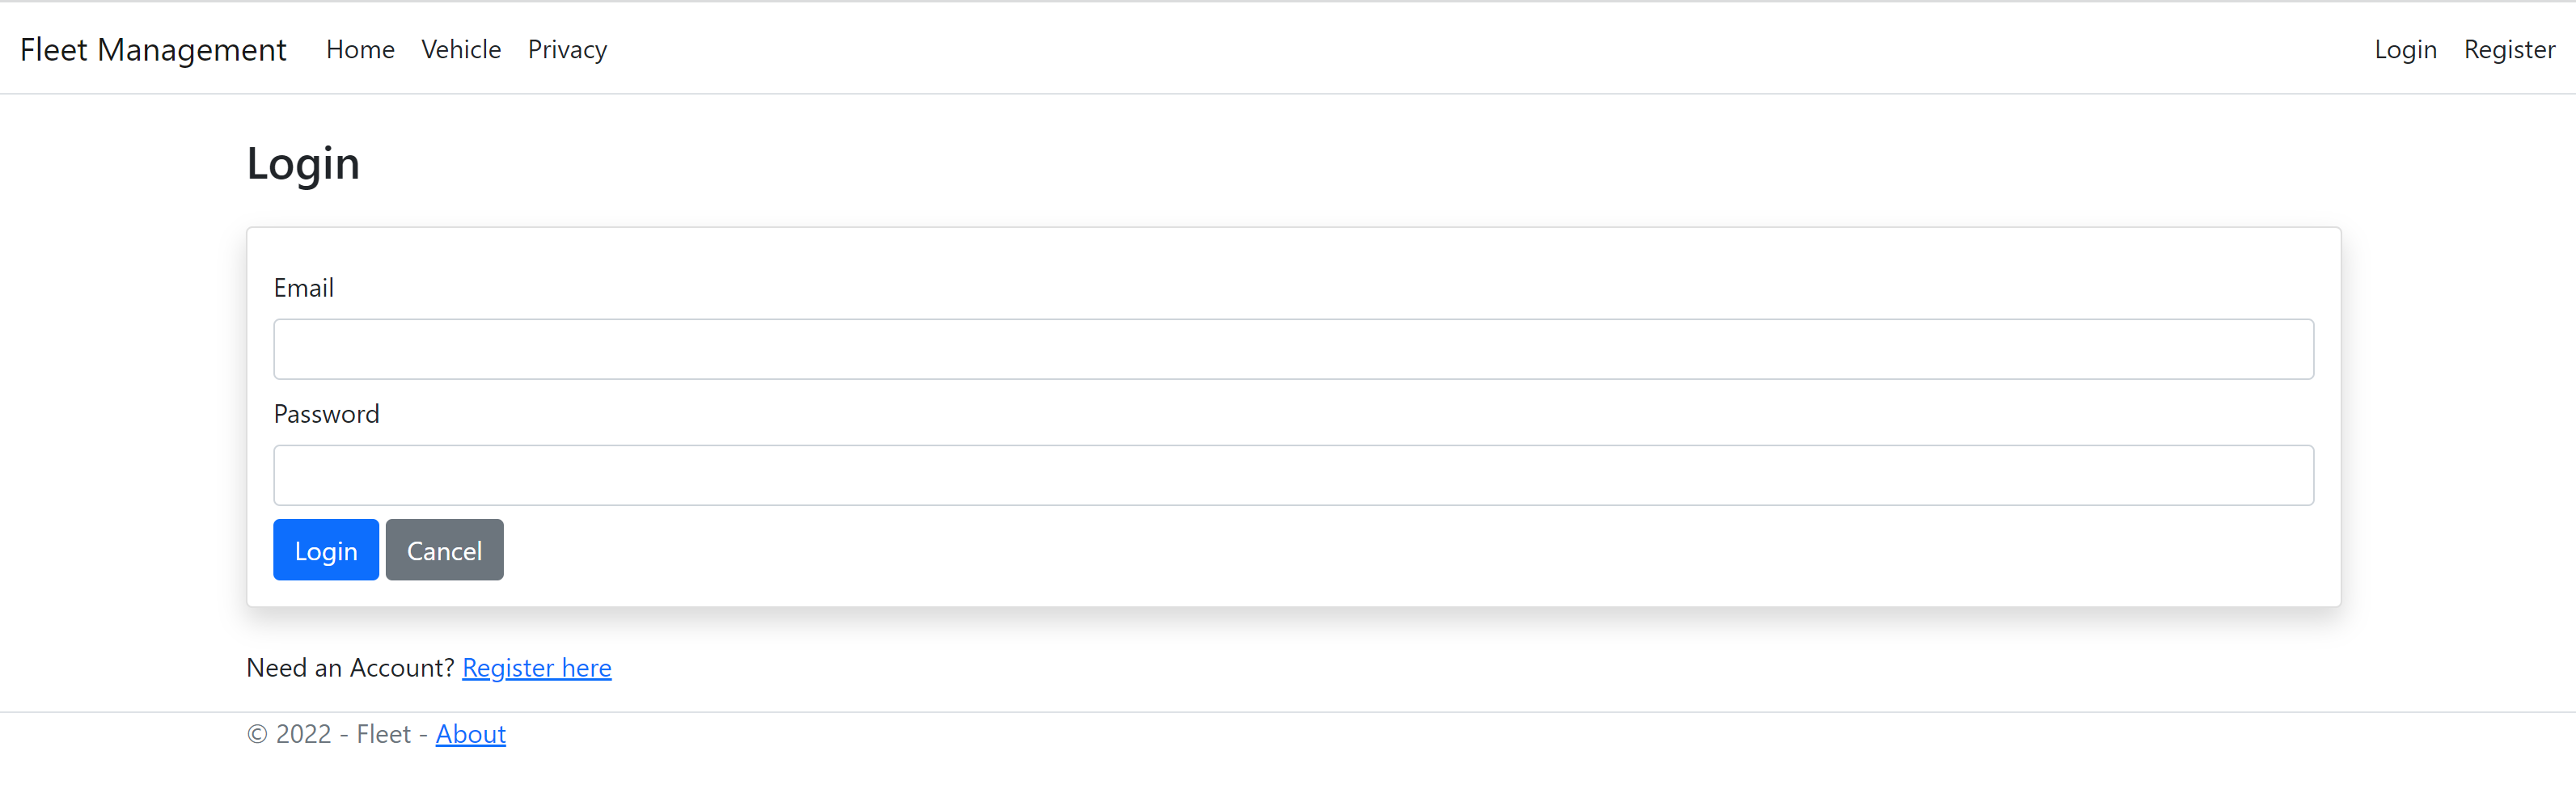 Fleet Management Home Vehicle Privacy Login Register
Login
Email
Password
Login Cancel
Need an Account? Register here
© 2022 - Fleet - About